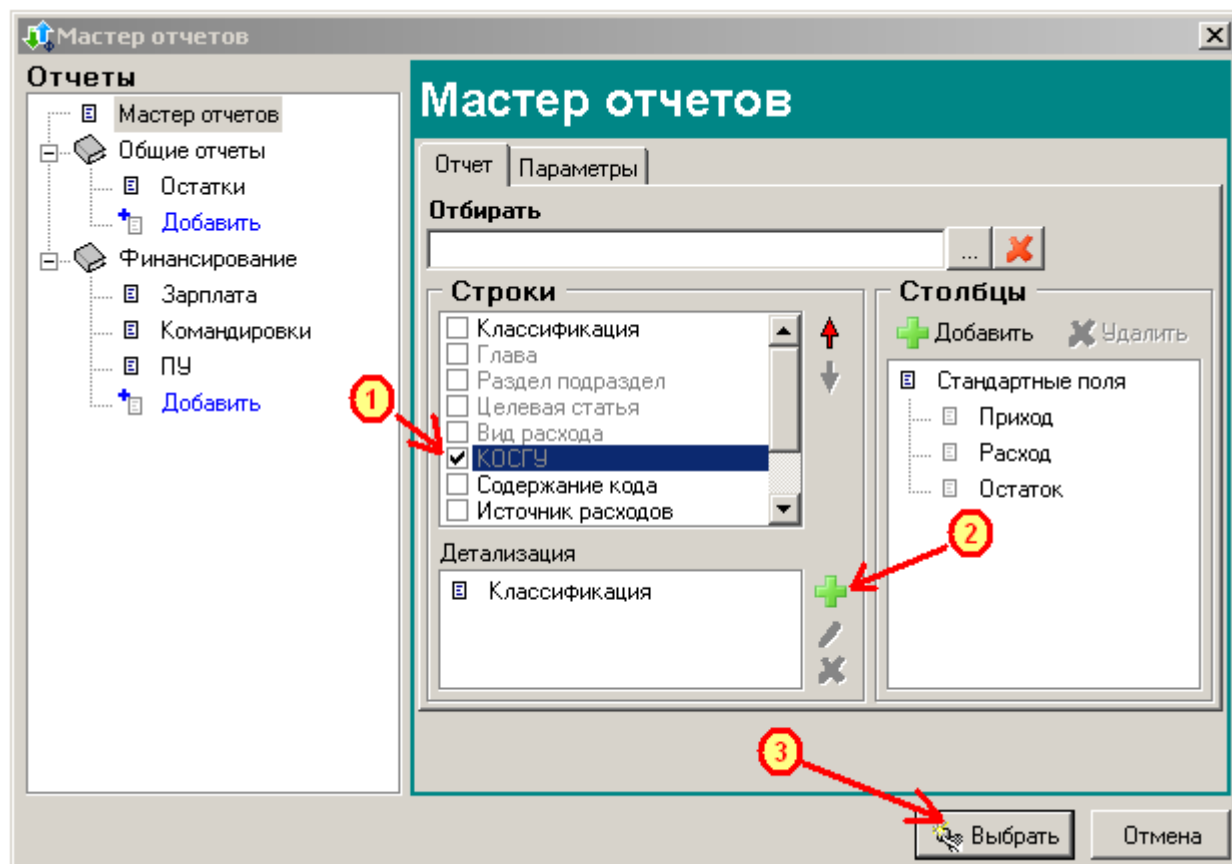 Мастер отчетов
Отчеты
Мастер отчетов
Общие отчеты
Остатки
Добавить
Финансирование
Зарплата
Командировки
ПУ
Добавить
Мастер отчетов
Отчет
Параметры
Отбирать
...
Строки
Классификация
Глава
Раздел подраздел
Целевая статья
Вид расхода
КОСГУ
Содержание кода
Источник расходов
1
Детализация
Классификация
2
Столбцы
Добавить
Удалить
Стандартные поля
Приход
Расход
Остаток
3
Выбрать
Отмена